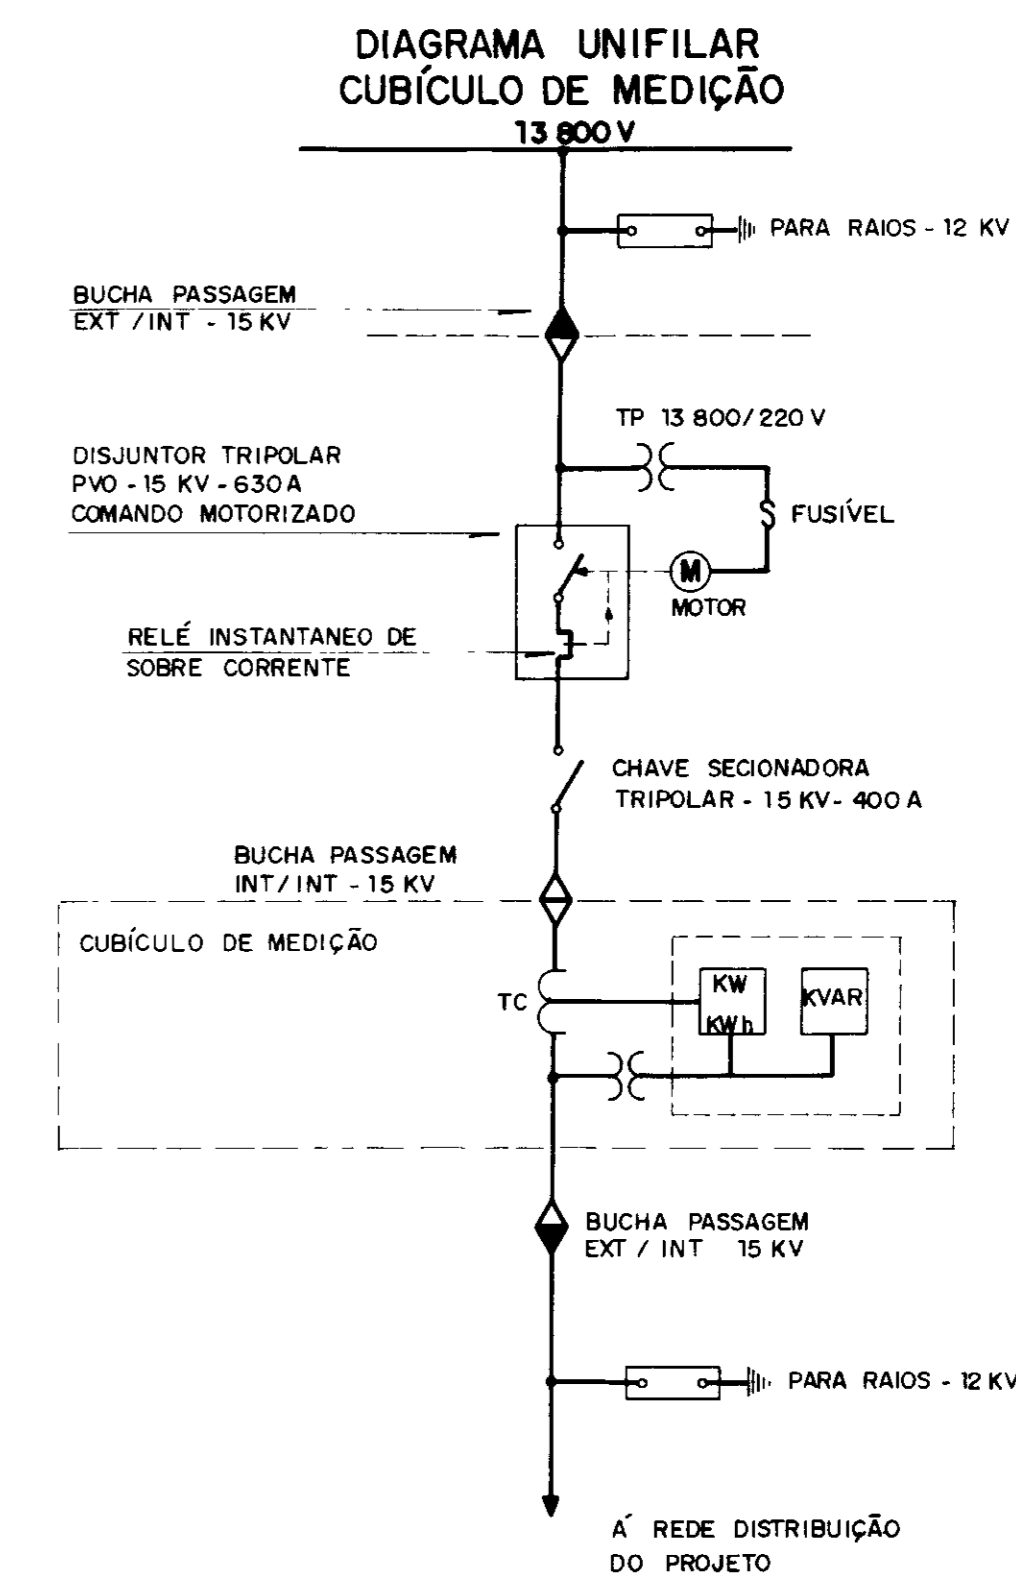 DIAGRAMA UNIFILAR
CUBÍCULO DE MEDIÇÃO
13 800 V
PARA RAIOS - 12 KV
BUCHA PASSAGEM
EXT / INT - 15 KV
TP 13 800/220 V
DISJUNTOR TRIPOLAR
PVO - 15 KV - 630 A
COMANDO MOTORIZADO
FUSÍVEL
M
MOTOR
RELÉ INSTANTANEO DE
SOBRE CORRENTE
CHAVE SECIONADORA
TRIPOLAR - 15 KV - 400 A
BUCHA PASSAGEM
INT / INT - 15 KV
CUBÍCULO DE MEDIÇÃO
TC
KW
KWh
KVAR
BUCHA PASSAGEM
EXT / INT 15 KV
PARA RAIOS - 12 KV
Á REDE DISTRIBUIÇÃO
DO PROJETO